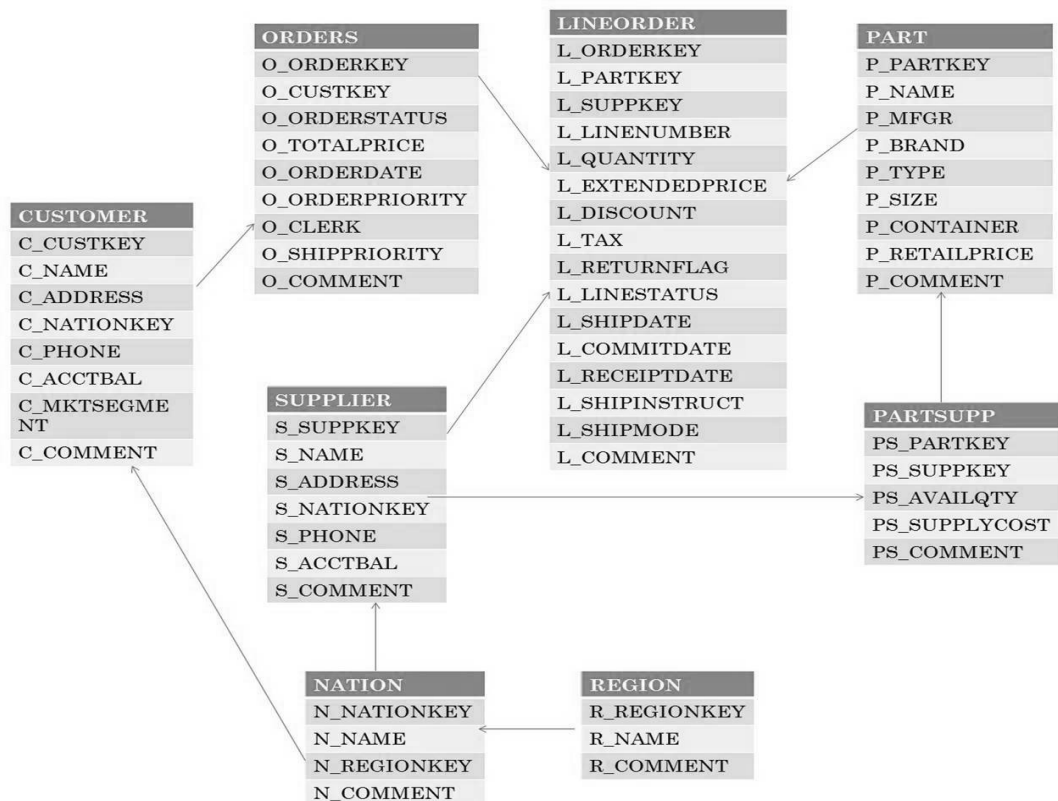 ORDERS
O_ORDERKEY
O_CUSTKEY
O_ORDERSTATUS
O_TOTALPRICE
O_ORDERDATE
O_ORDERPRIORITY
O_CLERK
O_SHIPPRIORITY
O_COMMENT
LINEORDER
L_ORDERKEY
L_PARTKEY
L_SUPPKEY
L_LINENUMBER
L_QUANTITY
L_EXTENDEDPRICE
L_DISCOUNT
L_TAX
L_RETURNFLAG
L_LINESTATUS
L_SHIPDATE
L_COMMITDATE
L_RECEIPTDATE
L_SHIPINSTRUCT
L_SHIPMODE
L_COMMENT
PART
P_PARTKEY
P_NAME
P_MFGR
P_BRAND
P_TYPE
P_SIZE
P_CONTAINER
P_RETAILPRICE
P_COMMENT
CUSTOMER
C_CUSTKEY
C_NAME
C_ADDRESS
C_NATIONKEY
C_PHONE
C_ACCTBAL
C_MKTSEGME
NT
C_COMMENT
SUPPLIER
S_SUPPKEY
S_NAME
S_ADDRESS
S_NATIONKEY
S_PHONE
S_ACCTBAL
S_COMMENT
PARTSUPP
PS_PARTKEY
PS_SUPPKEY
PS_AVAILQTY
PS_SUPPLYCOST
PS_COMMENT
NATION
N_NATIONKEY
N_NAME
N_REGIONKEY
N_COMMENT
REGION
R_REGIONKEY
R_NAME
R_COMMENT